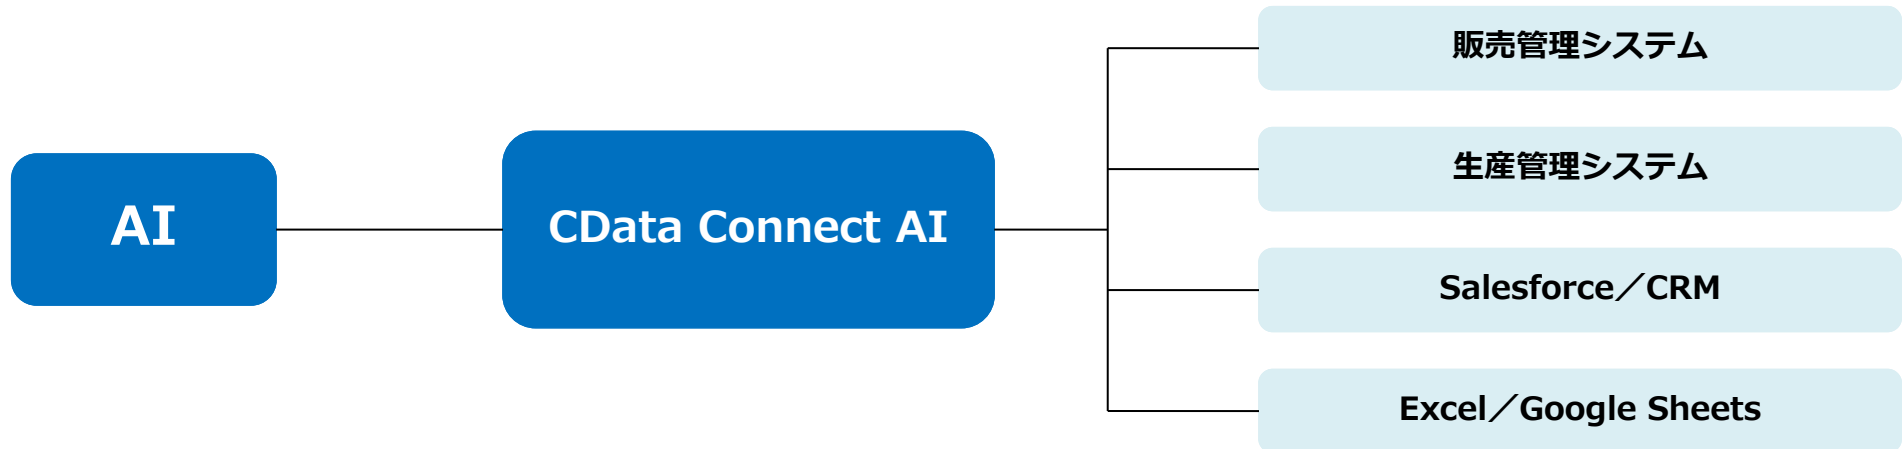 AI
CData Connect AI
販売管理システム
生産管理システム
Salesforce／CRM
Excel／Google Sheets